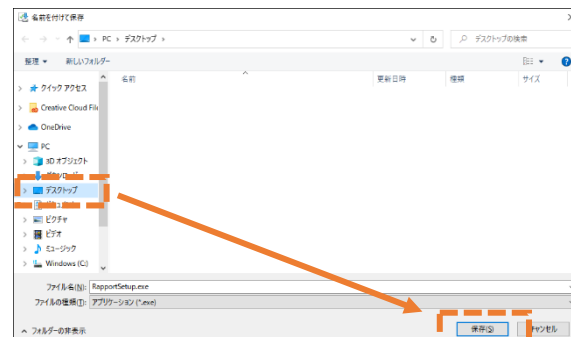 名前を付けて保存
PC › デスクトップ ›
デスクトップの検索
整理 ▼ 新しいフォルダー
名前 更新日時 種類 サイズ
クイック アクセス
Creative Cloud File
OneDrive
PC
3D オブジェクト
デスクトップ
ピクチャ
ビデオ
ミュージック
Windows (C:)
ファイル名(N): RapportSetup.exe
ファイルの種類(T): アプリケーション (*.exe)
フォルダーの非表示
保存(S) キャンセル